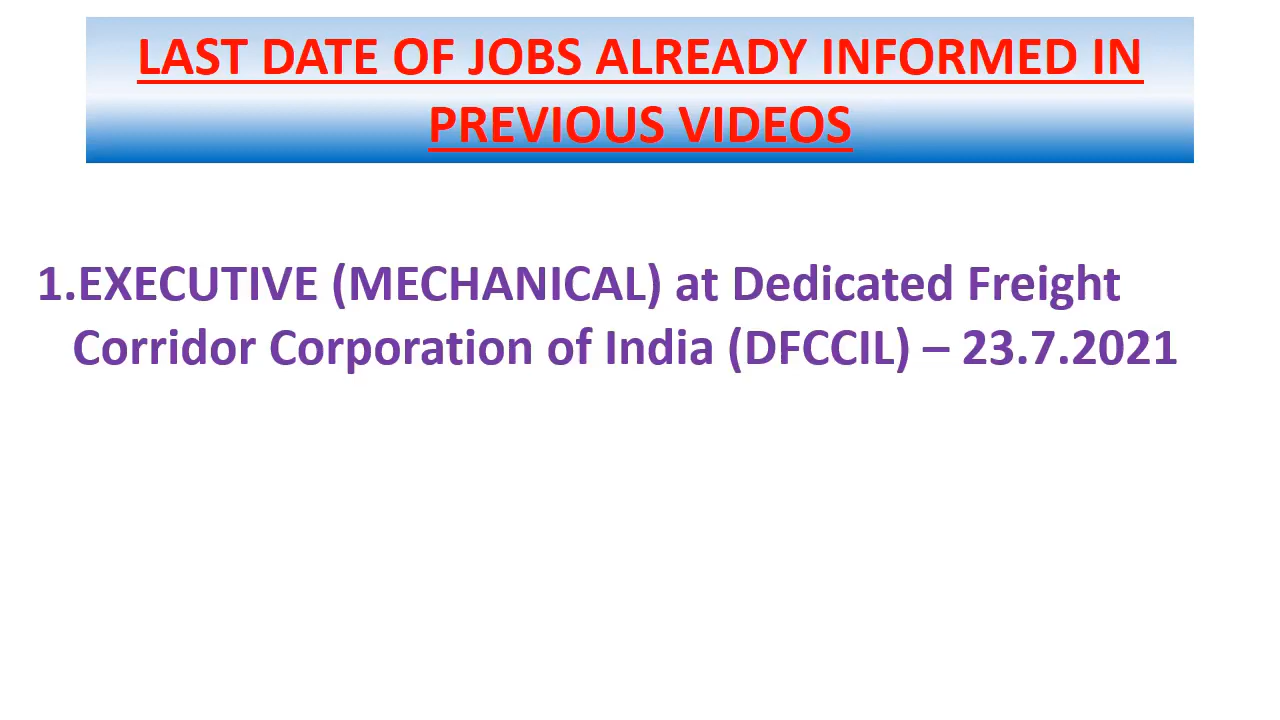 LAST DATE OF JOBS ALREADY INFORMED IN
PREVIOUS VIDEOS
1.EXECUTIVE (MECHANICAL) at Dedicated Freight
Corridor Corporation of India (DFCCIL) – 23.7.2021